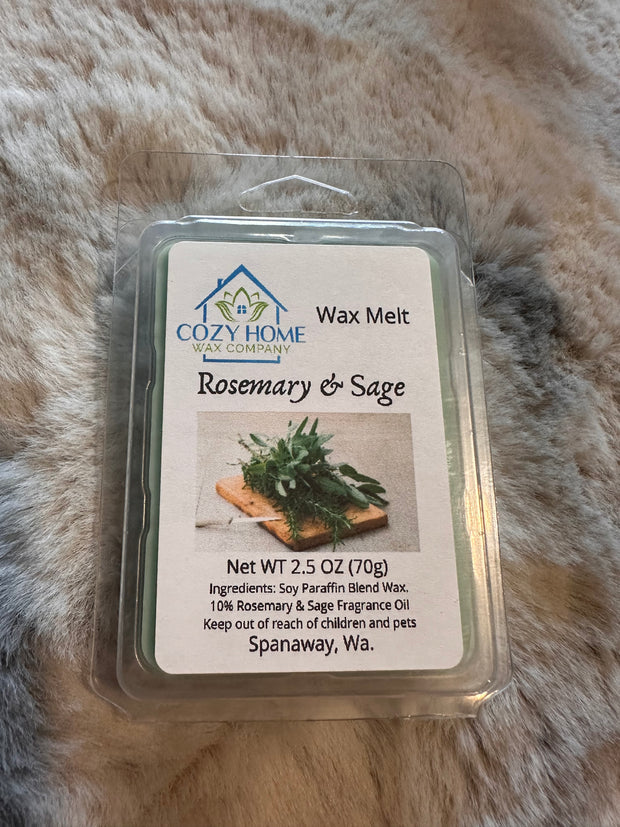 COZY HOME
WAX COMPANY
Wax Melt
Rosemary & Sage
Net WT 2.5 OZ (70g)
Ingredients: Soy Paraffin Blend Wax.
10% Rosemary & Sage Fragrance Oil
Keep out of reach of children and pets
Spanaway, Wa.